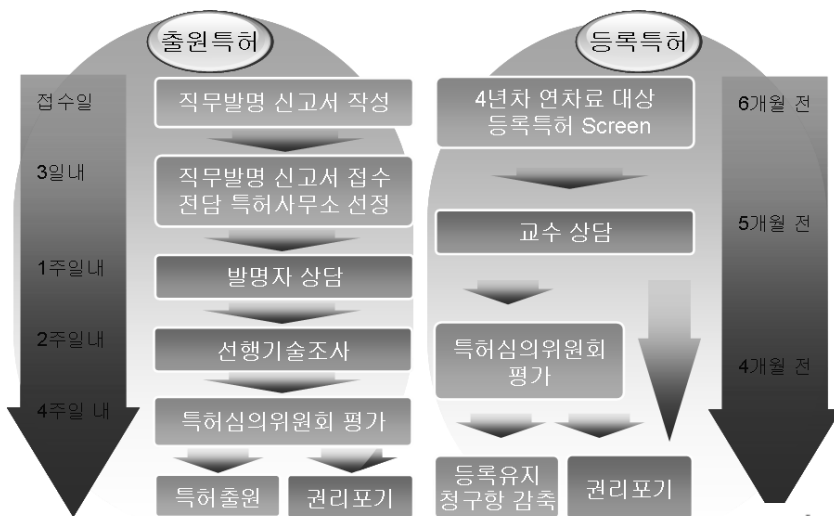 출원특허
접수일
직무발명 신고서 작성
3일내
직무발명 신고서 접수
전담 특허사무소 선정
1주일내
발명자 상담
2주일내
선행기술조사
4주일 내
특허심의위원회 평가
특허출원
권리포기
등록특허
4년차 연차료 대상
등록특허 Screen
6개월 전
교수 상담
5개월 전
특허심의위원회
평가
4개월 전
등록유지
청구항 감축
권리포기